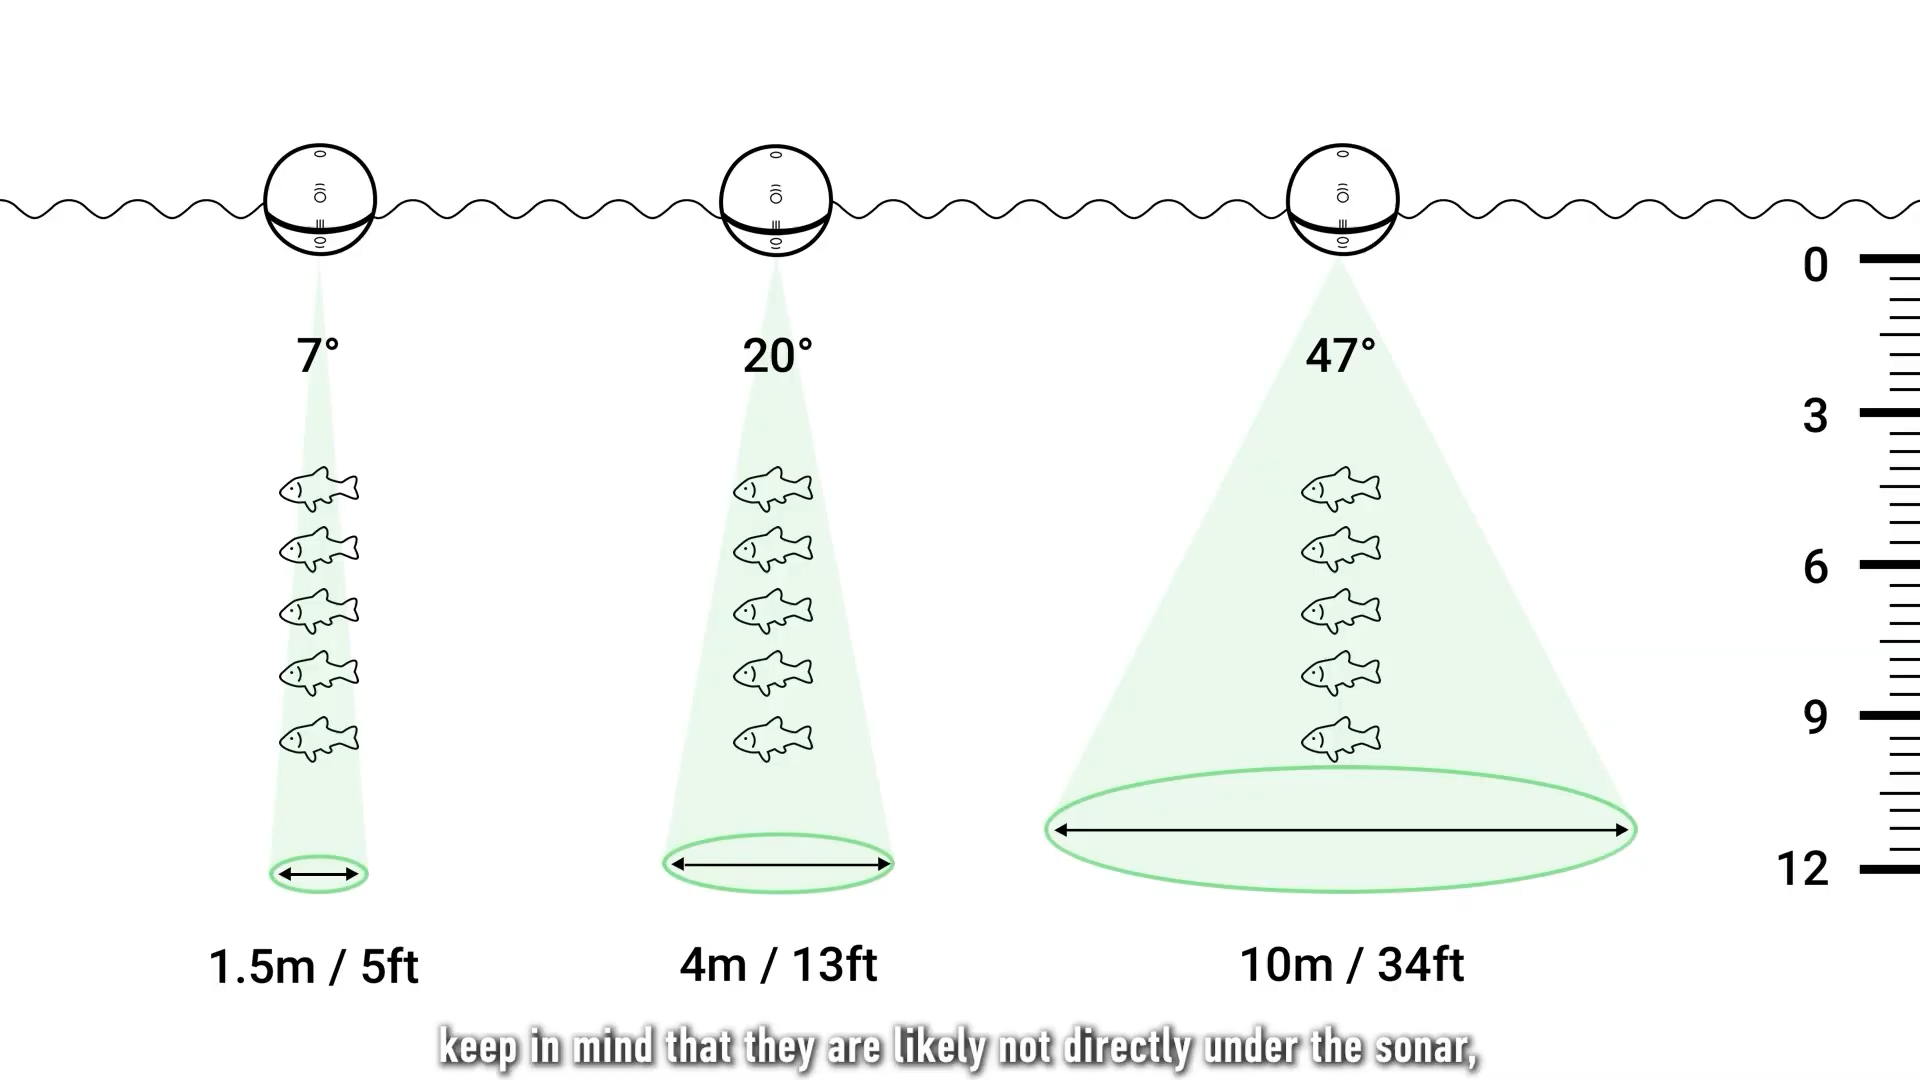 0
7°
20°
47°
3
6
9
12
1.5m / 5ft
4m / 13ft
10m / 34ft
keep in mind that they are likely not directly under the sonar,